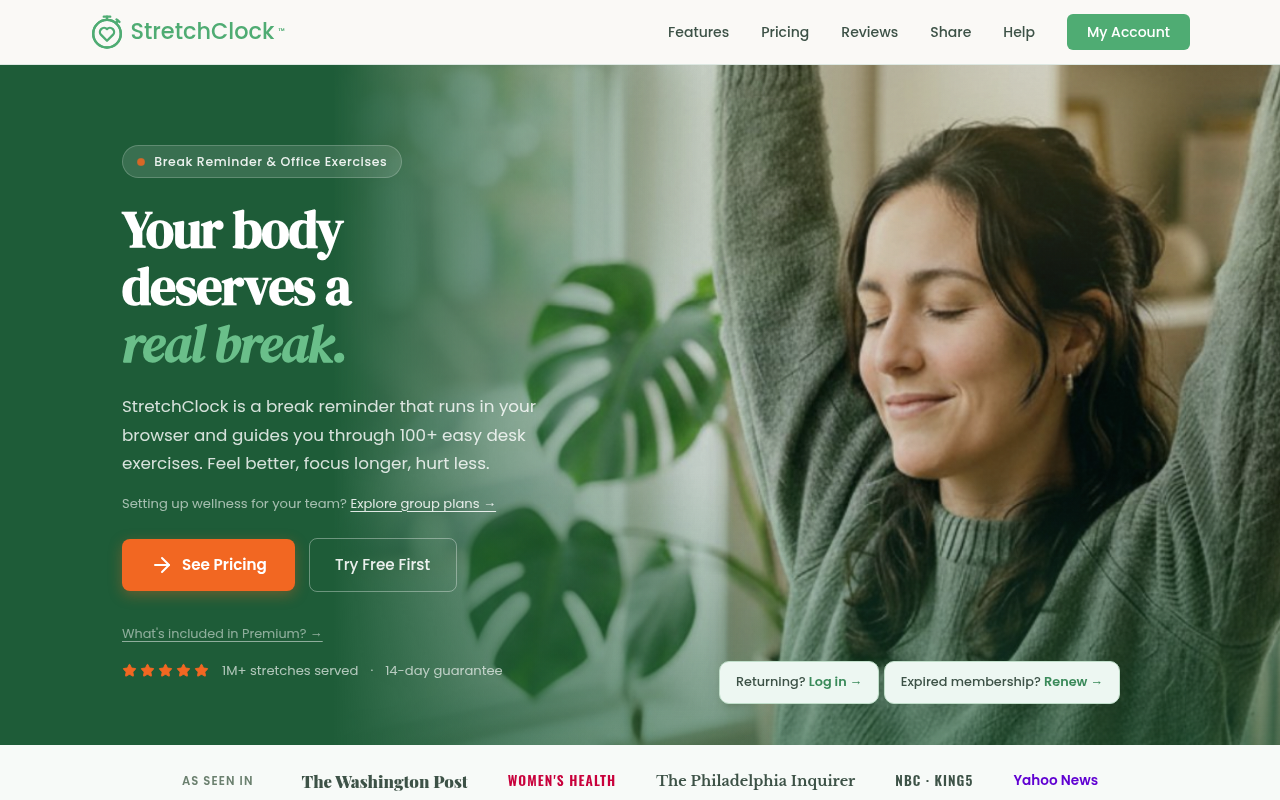 StretchClock ™
Features
Pricing
Reviews
Share
Help
My Account
Break Reminder & Office Exercises
Your body
deserves a
real break.
StretchClock is a break reminder that runs in your
browser and guides you through 100+ easy desk
exercises. Feel better, focus longer, hurt less.
Setting up wellness for your team? Explore group plans →
See Pricing
Try Free First
What's included in Premium? →
1M+ stretches served · 14-day guarantee
Returning? Log in →
Expired membership? Renew →
AS SEEN IN
The Washington Post
WOMEN'S HEALTH
The Philadelphia Inquirer
NBC · KING5
Yahoo News